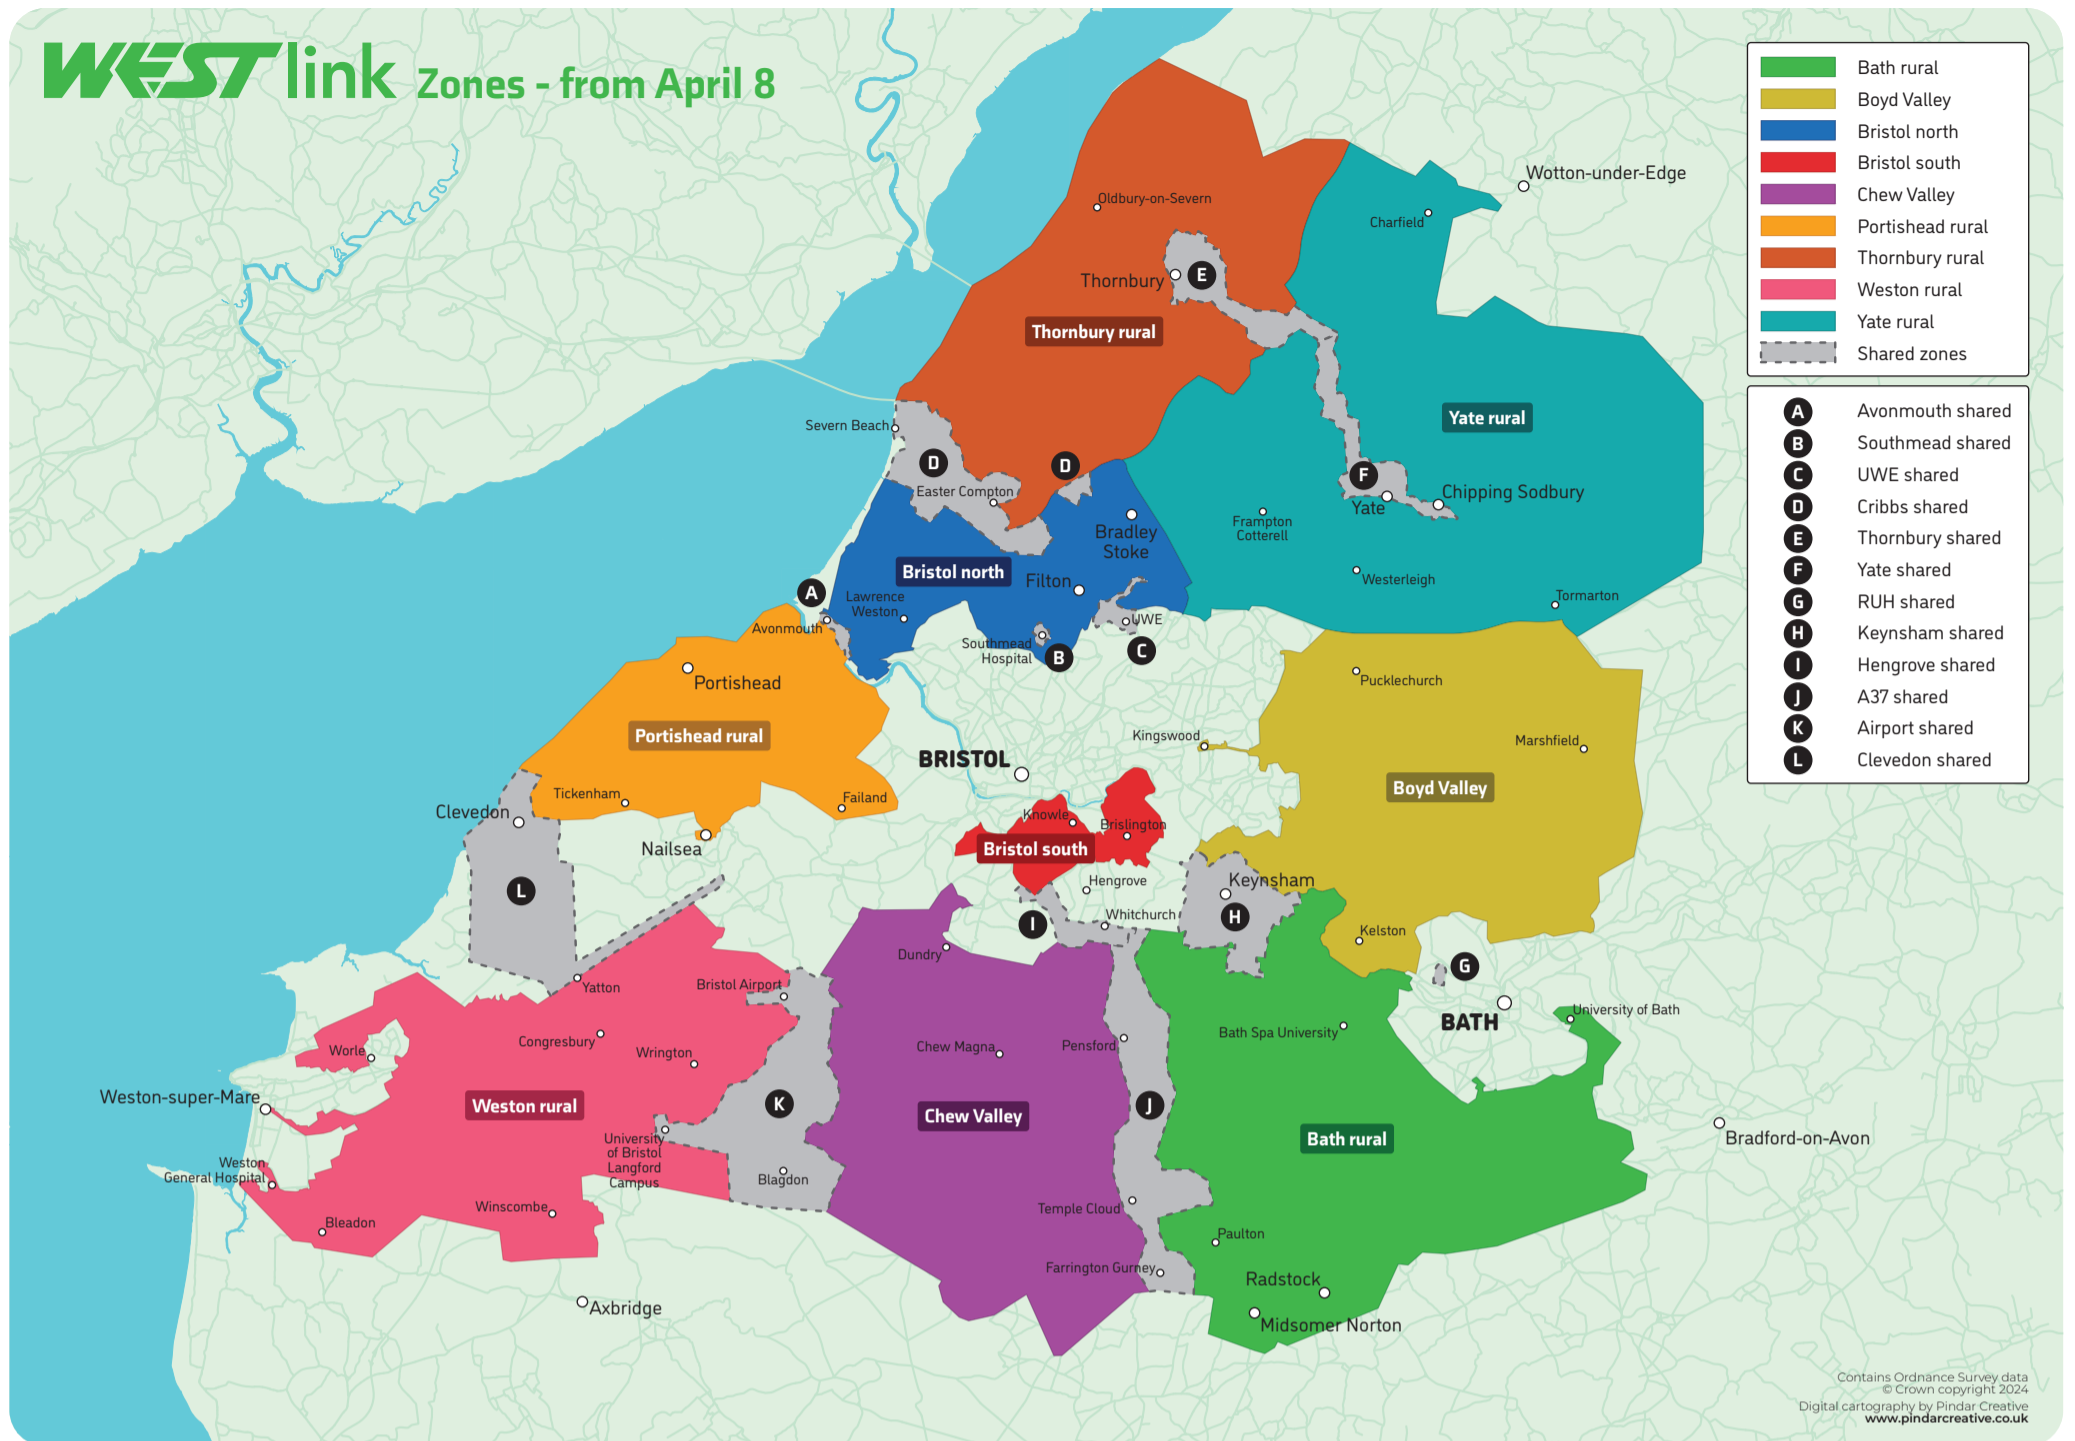 WESTlink Zones - from April 8
Bath rural
Boyd Valley
Bristol north
Bristol south
Chew Valley
Portishead rural
Thornbury rural
Weston rural
Yate rural
Shared zones
A Avonmouth shared
B Southmead shared
C UWE shared
D Cribbs shared
E Thornbury shared
F Yate shared
G RUH shared
H Keynsham shared
I Hengrove shared
J A37 shared
K Airport shared
L Clevedon shared
Wotton-under-Edge
Oldbury-on-Severn
Charfield
Thornbury
E
Thornbury rural
Yate rural
Severn Beach
D
D
F
Easter Compton
Chipping Sodbury
Yate
Frampton
Cotterell
Bradley
Stoke
Bristol north
Filton
Westerleigh
A
Lawrence
Weston
Tormarton
Avonmouth
UWE
Southmead
Hospital
B
C
Portishead
Pucklechurch
Portishead rural
Kingswood
Marshfield
BRISTOL
Boyd Valley
Tickenham
Failand
Clevedon
Knowle
Brislington
Nailsea
Bristol south
Hengrove
Keynsham
L
Whitchurch
H
I
Kelston
Dundry
G
Yatton
Bristol Airport
BATH
University of Bath
Bath Spa University
Congresbury
Wrington
Chew Magna
Pensford
Worle
Weston-super-Mare
Weston rural
K
Chew Valley
J
Bath rural
Bradford-on-Avon
University
of Bristol
Langford
Campus
Weston
General Hospital
Blagdon
Winscombe
Bleadon
Temple Cloud
Paulton
Farrington Gurney
Radstock
Axbridge
Midsomer Norton
Contains Ordnance Survey data
© Crown copyright 2024
Digital cartography by Pindar Creative
www.pindarcreative.co.uk